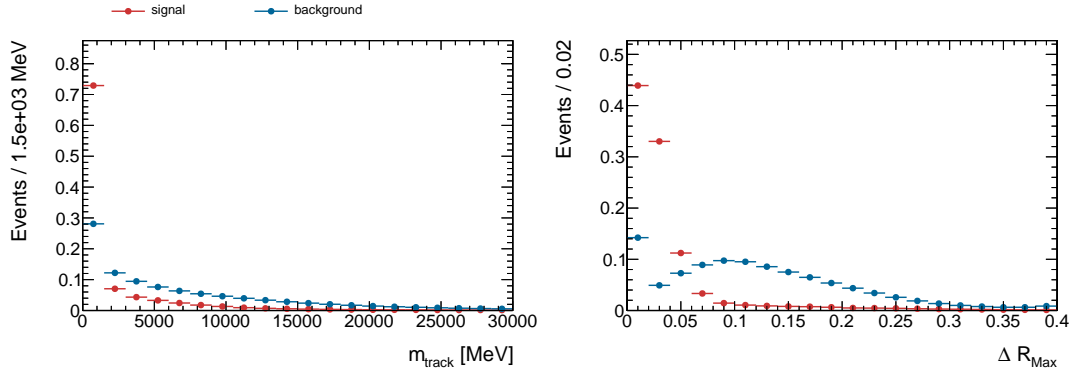 signal background
Events / 1.5e+03 MeV
0.8
0.7
0.6
0.5
0.4
0.3
0.2
0.1
0
0 5000 10000 15000 20000 25000 30000
m_track [MeV]
Events / 0.02
0.5
0.4
0.3
0.2
0.1
0
0 0.05 0.1 0.15 0.2 0.25 0.3 0.35 0.4
Δ R_Max